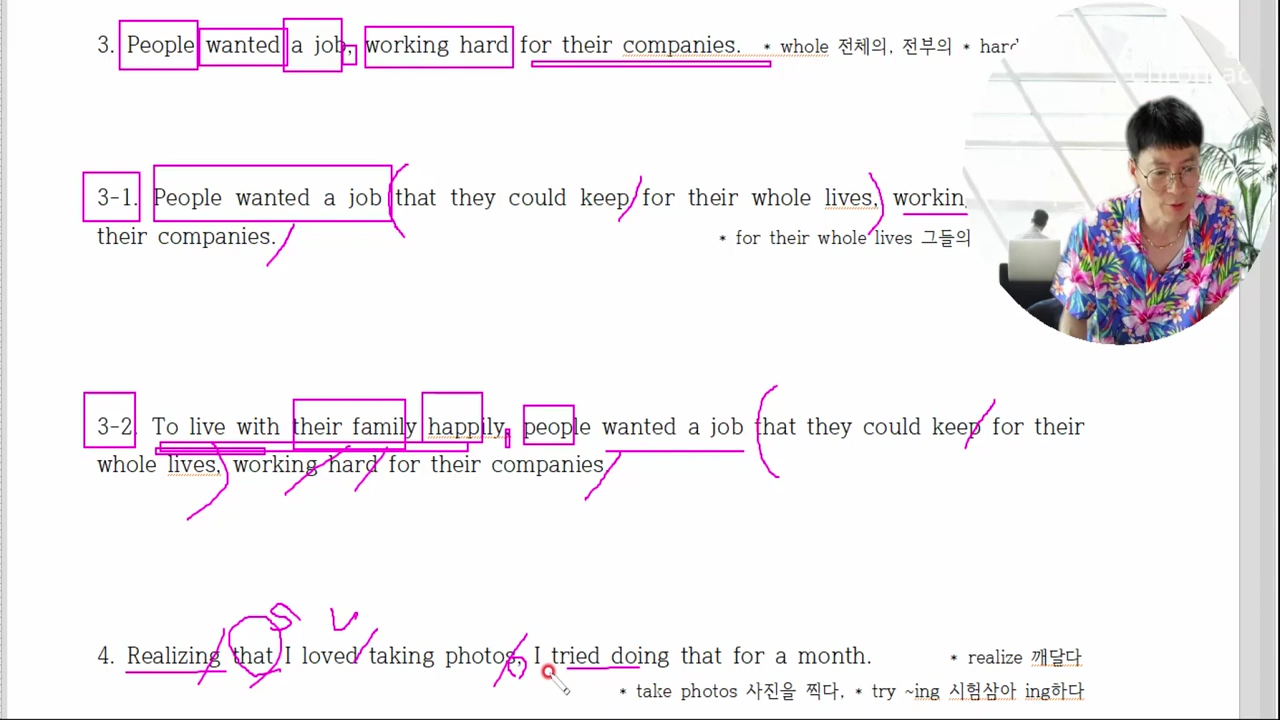 3. People wanted a job, working hard for their companies. * whole 전체의, 전부의 * hard
3-1. People wanted a job that they could keep for their whole lives, workin
their companies. * for their whole lives 그들의
3-2. To live with their family happily, people wanted a job that they could keep for their
whole lives, working hard for their companies.
S V
4. Realizing that I loved taking photos, I tried doing that for a month. * realize 깨닫다
* take photos 사진을 찍다, * try ~ing 시험삼아 ing하다